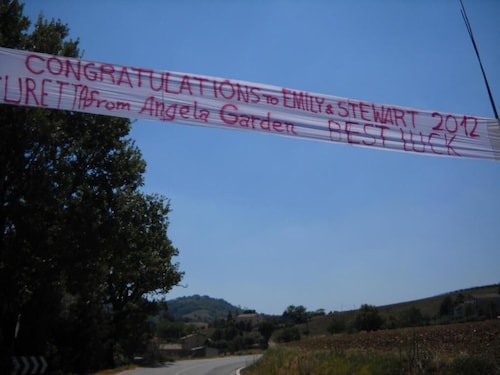 CONGRATULATIONS TO EMILY & STEWART 2012
from Angela Garden BEST LUCK